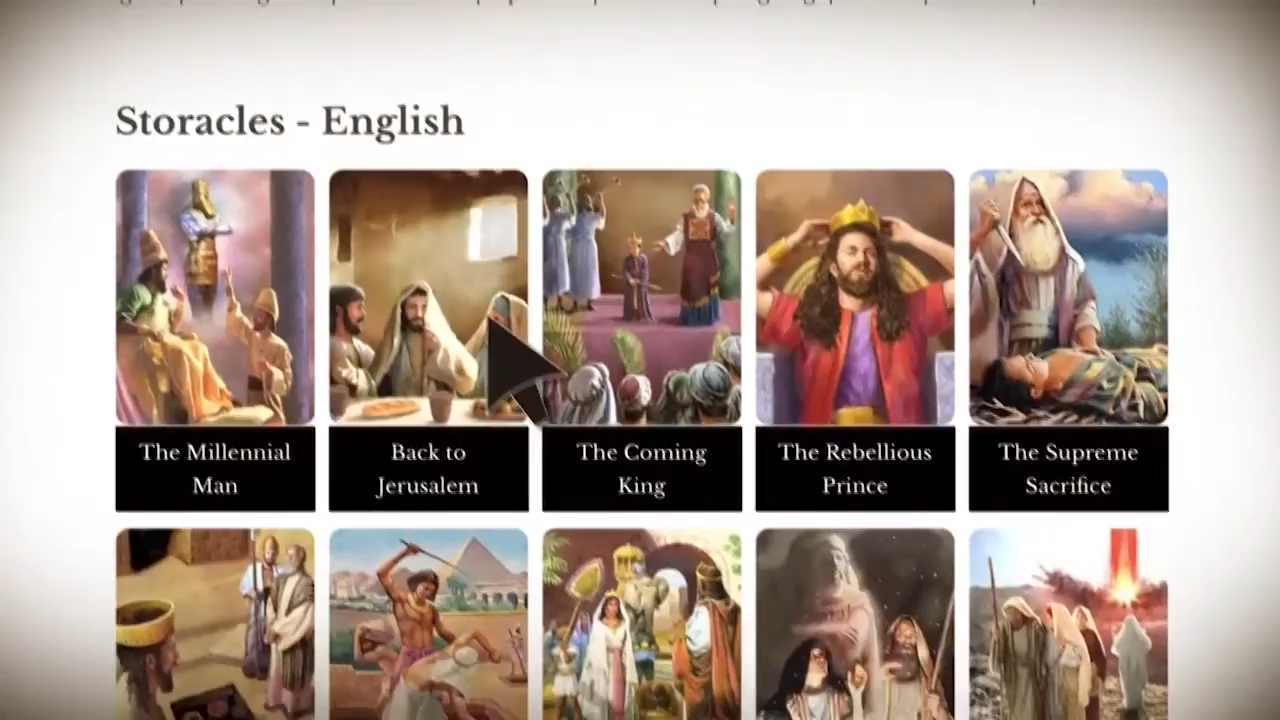 Storacles - English
The Millennial
Man
Back to
Jerusalem
The Coming
King
The Rebellious
Prince
The Supreme
Sacrifice